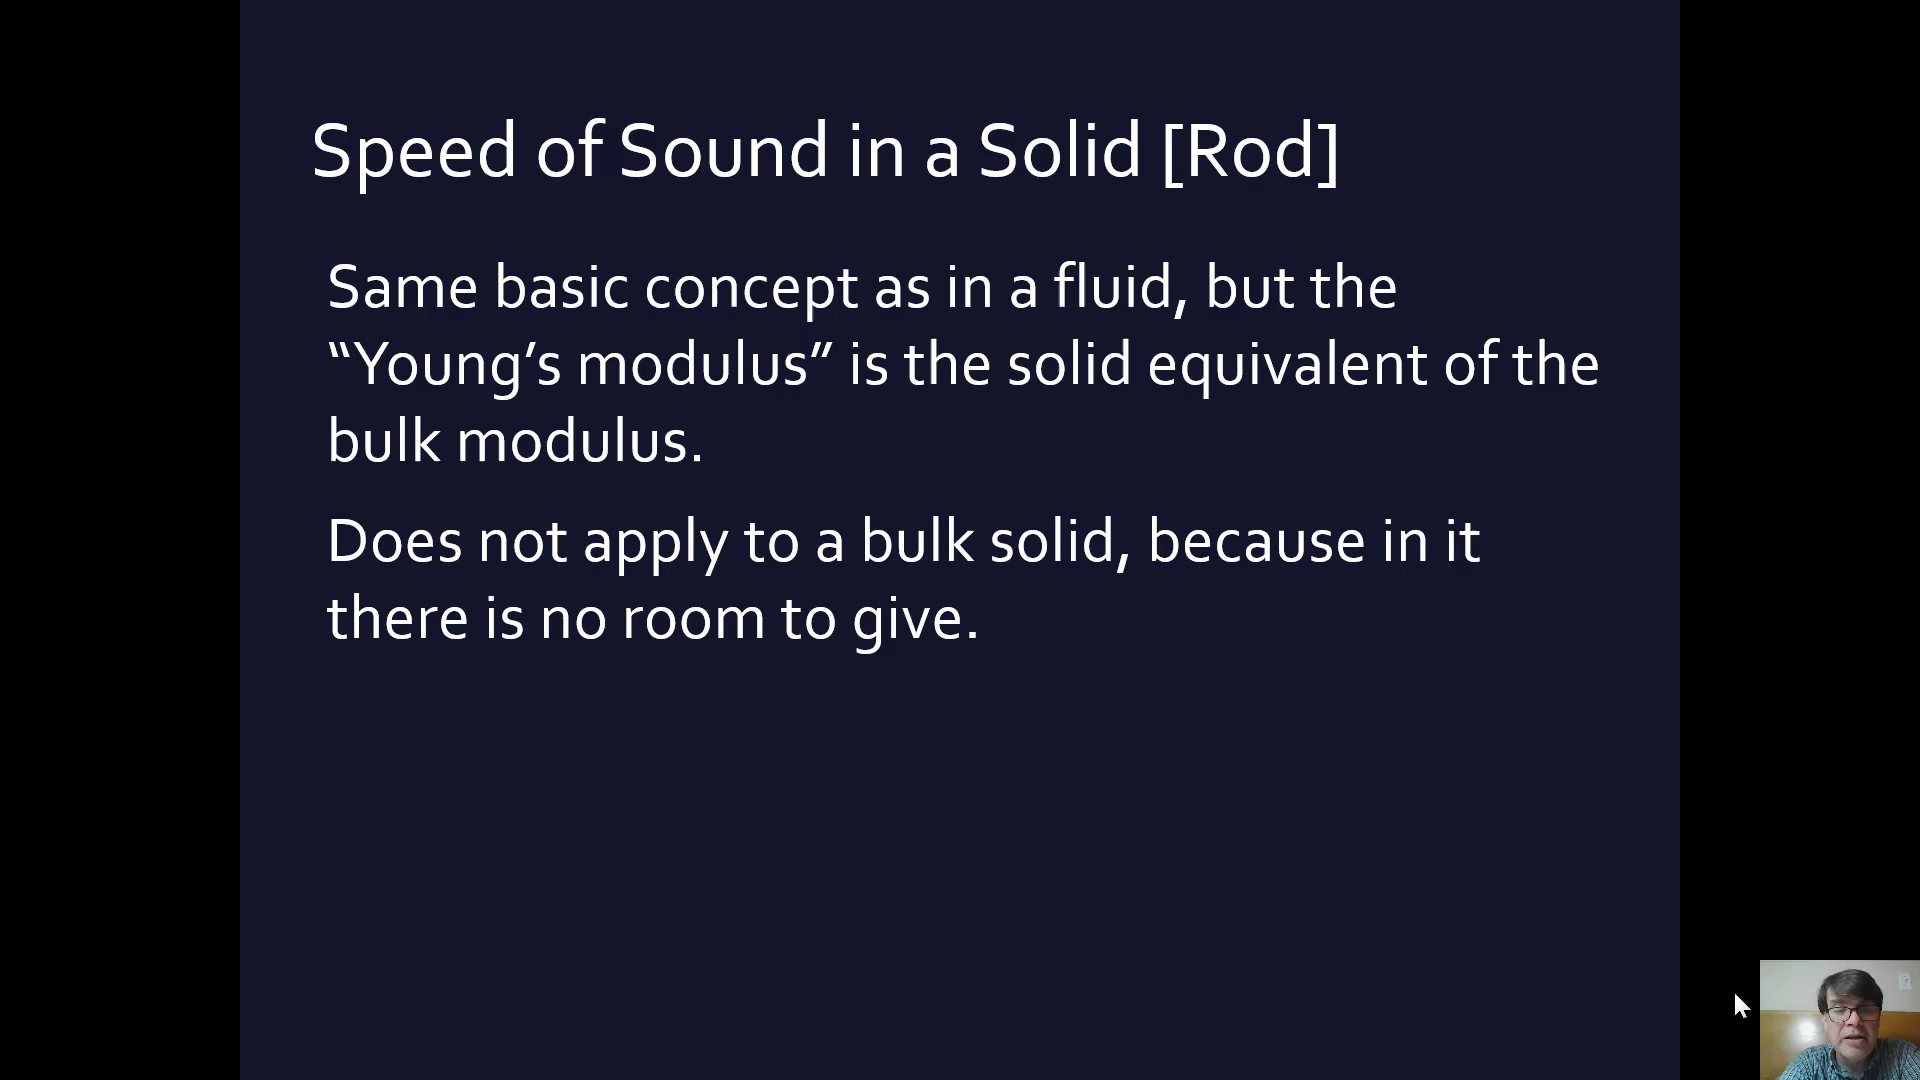 Speed of Sound in a Solid [Rod]
Same basic concept as in a fluid, but the
“Young’s modulus” is the solid equivalent of the
bulk modulus.
Does not apply to a bulk solid, because in it
there is no room to give.